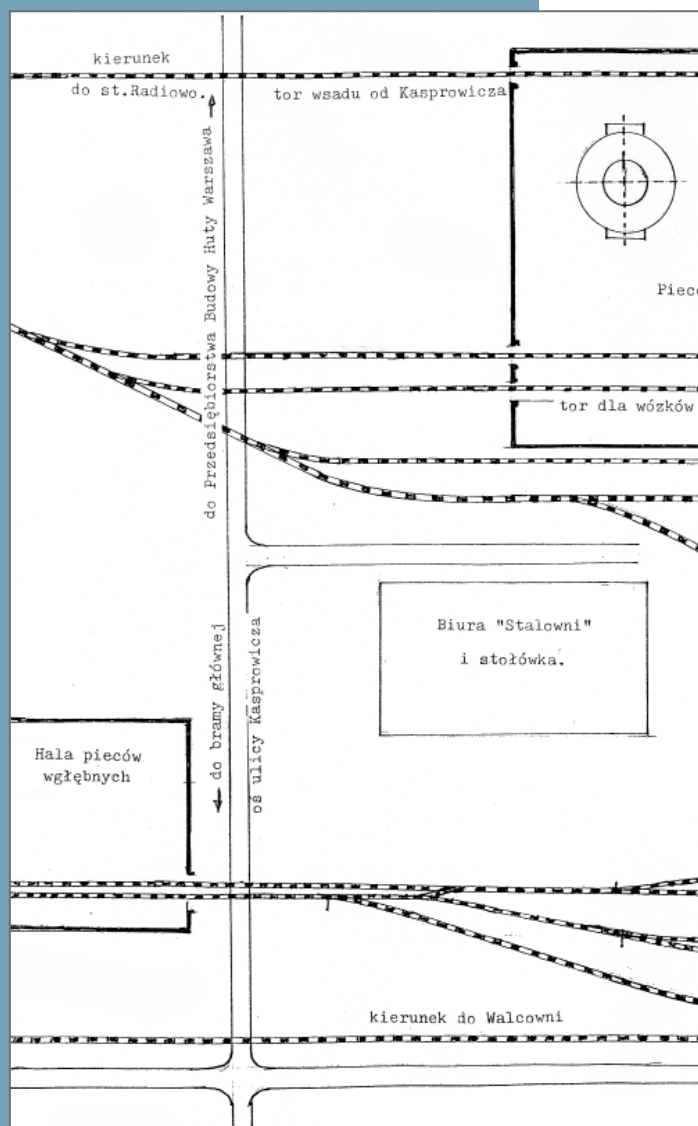 kierunek
do st.Radiowo.
tor wsadu od Kasprowicza
do Przedsiębiorstwa Budowy Huty Warszawa
tor dla wózków
Biura "Stalowni"
i stołówka.
do bramy głównej
oś ulicy Kasprowicza
Hala pieców
wgłębnych
kierunek do Walcowni